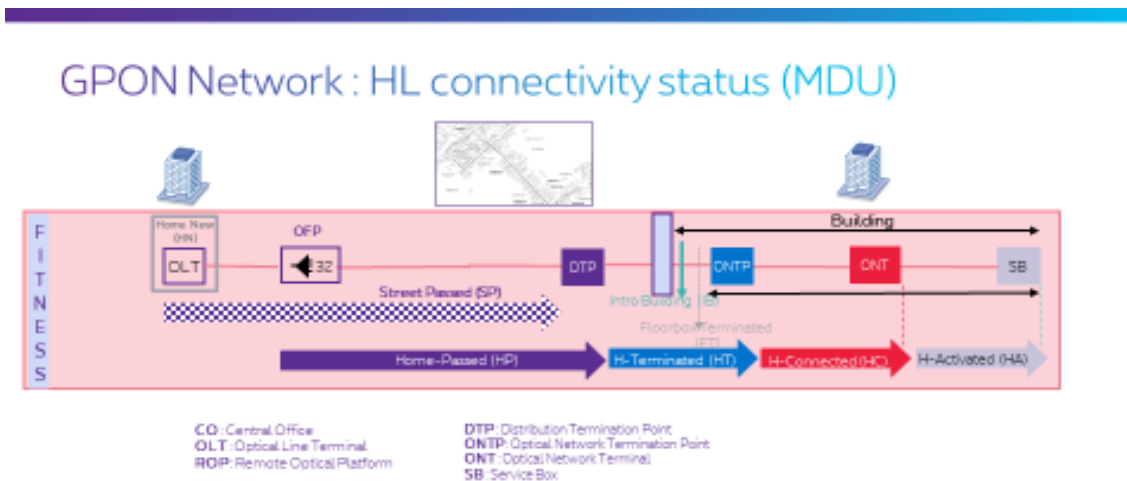 GPON Network : HL connectivity status (MDU)
FITNESS
Home New
(HN)
OLT
OFP
32
DTP
Building
ONTP
ONT
SB
Street Passed (SP)
Intro Building (IB)
Floorbox Terminated
(FT)
Home-Passed (HP)
H-Terminated (HT)
H-Connected (HC)
H-Activated (HA)
CO: Central Office
OLT: Optical Line Terminal
ROP: Remote Optical Platform
DTP: Distribution Termination Point
ONTP: Optical Network Termination Point
ONT: Optical Network Terminal
SB: Service Box